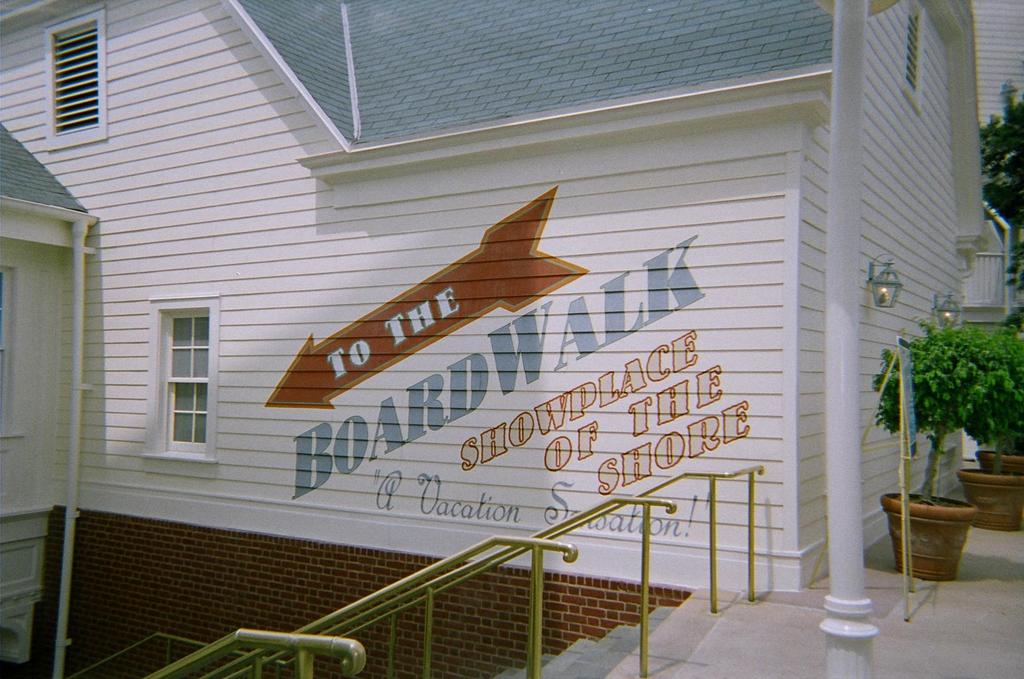 TO THE
BOARDWALK
SHOWPLACE
OF THE
SHORE
"A Vacation Sensation!"